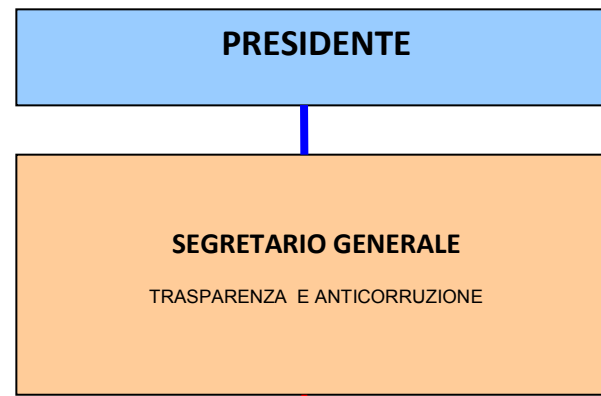 PRESIDENTE
SEGRETARIO GENERALE
TRASPARENZA E ANTICORRUZIONE